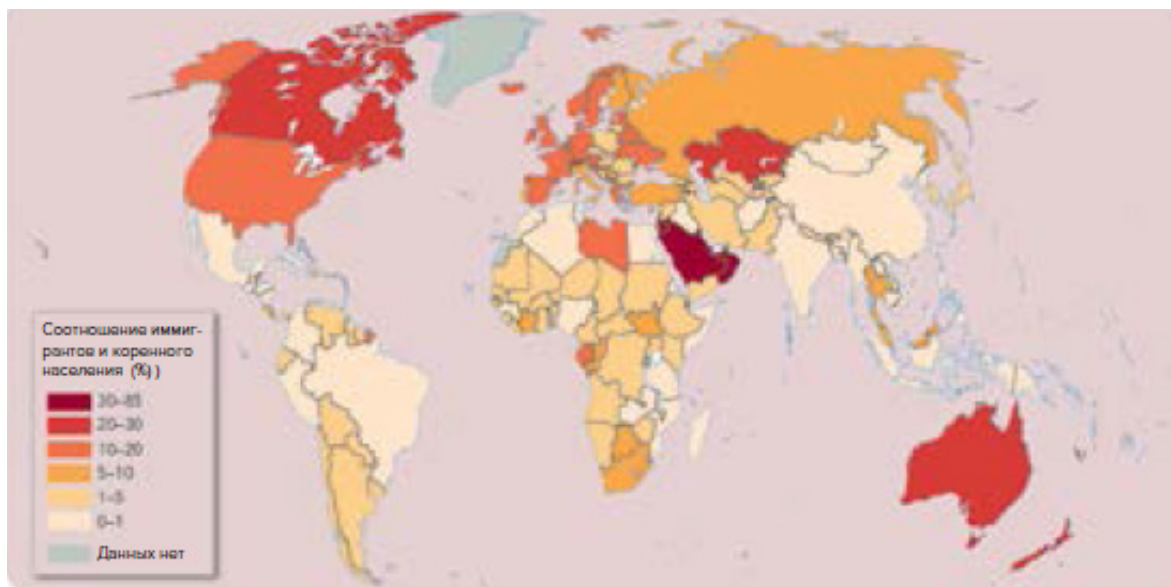 Соотношение иммиг-
рантов и коренного
населения (%))
30–85
20–30
10–20
5–10
1–5
0–1
Данных нет